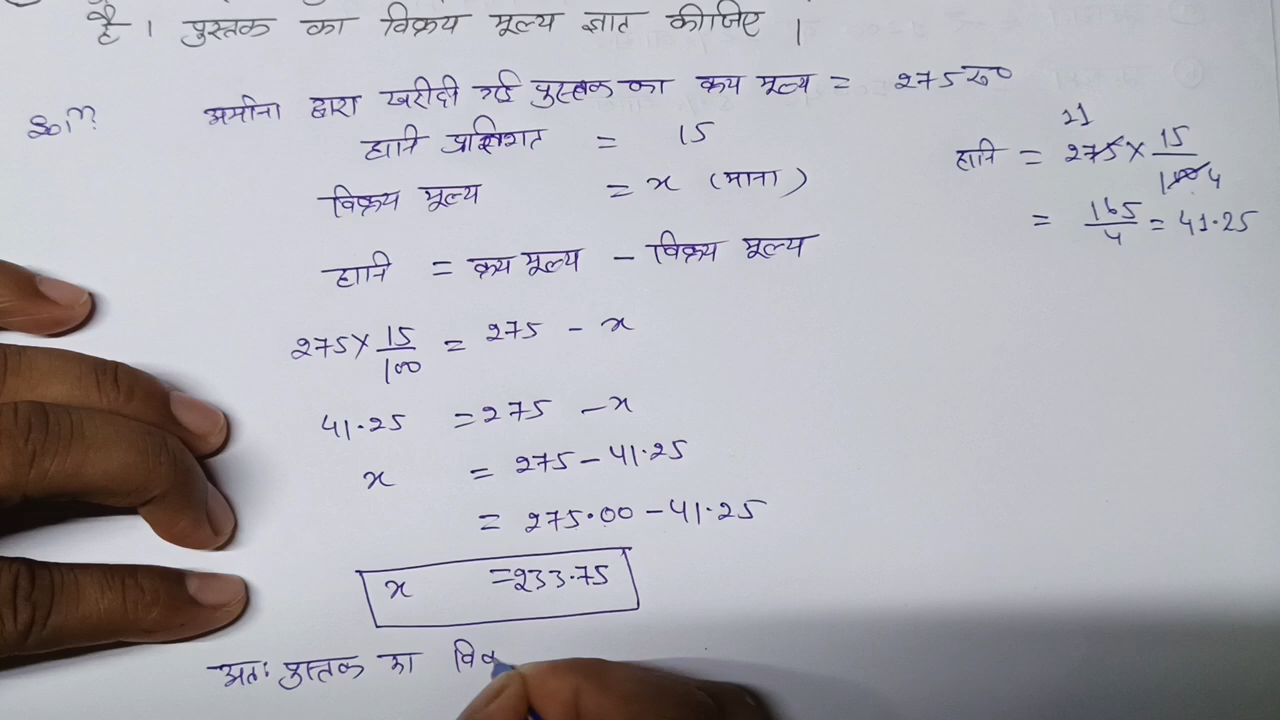 है । पुस्तक का विक्रय मूल्य ज्ञात कीजिए ।
Solⁿ? अमीना द्वारा खरीदी गई पुस्तक का क्रय मूल्य = 275 रु०
हानि प्रतिशत = 15
विक्रय मूल्य = x (माना)
हानि = क्रय मूल्य - विक्रय मूल्य
275 × 15/100 = 275 - x
41.25 = 275 - x
x = 275 - 41.25
= 275.00 - 41.25
x = 233.75
अतः पुस्तक का विक्
21
हानि = 275 × 15/100 4
= 165/4 = 41.25